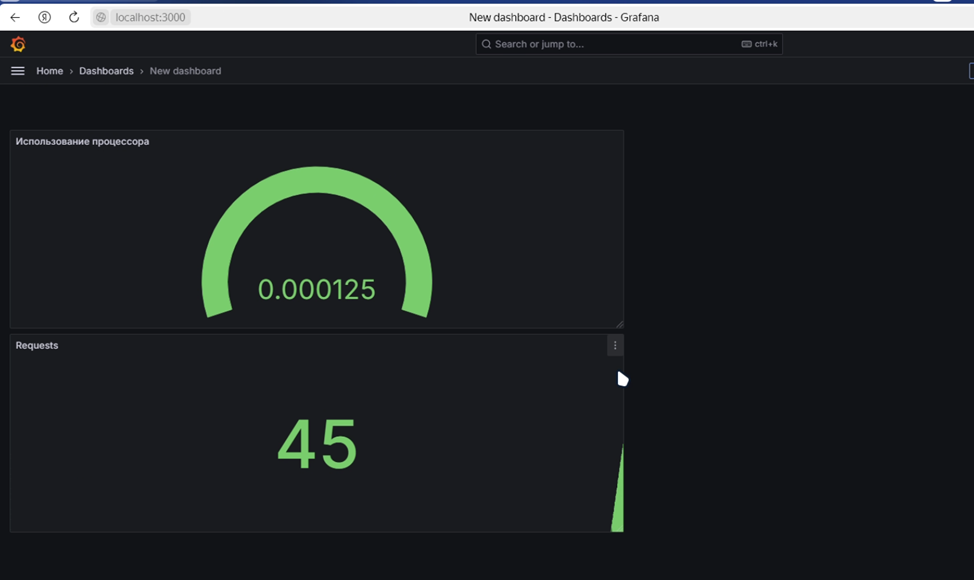 localhost:3000
New dashboard - Dashboards - Grafana
Search or jump to...
ctrl+k
Home › Dashboards › New dashboard
Использование процессора
0.000125
Requests
45